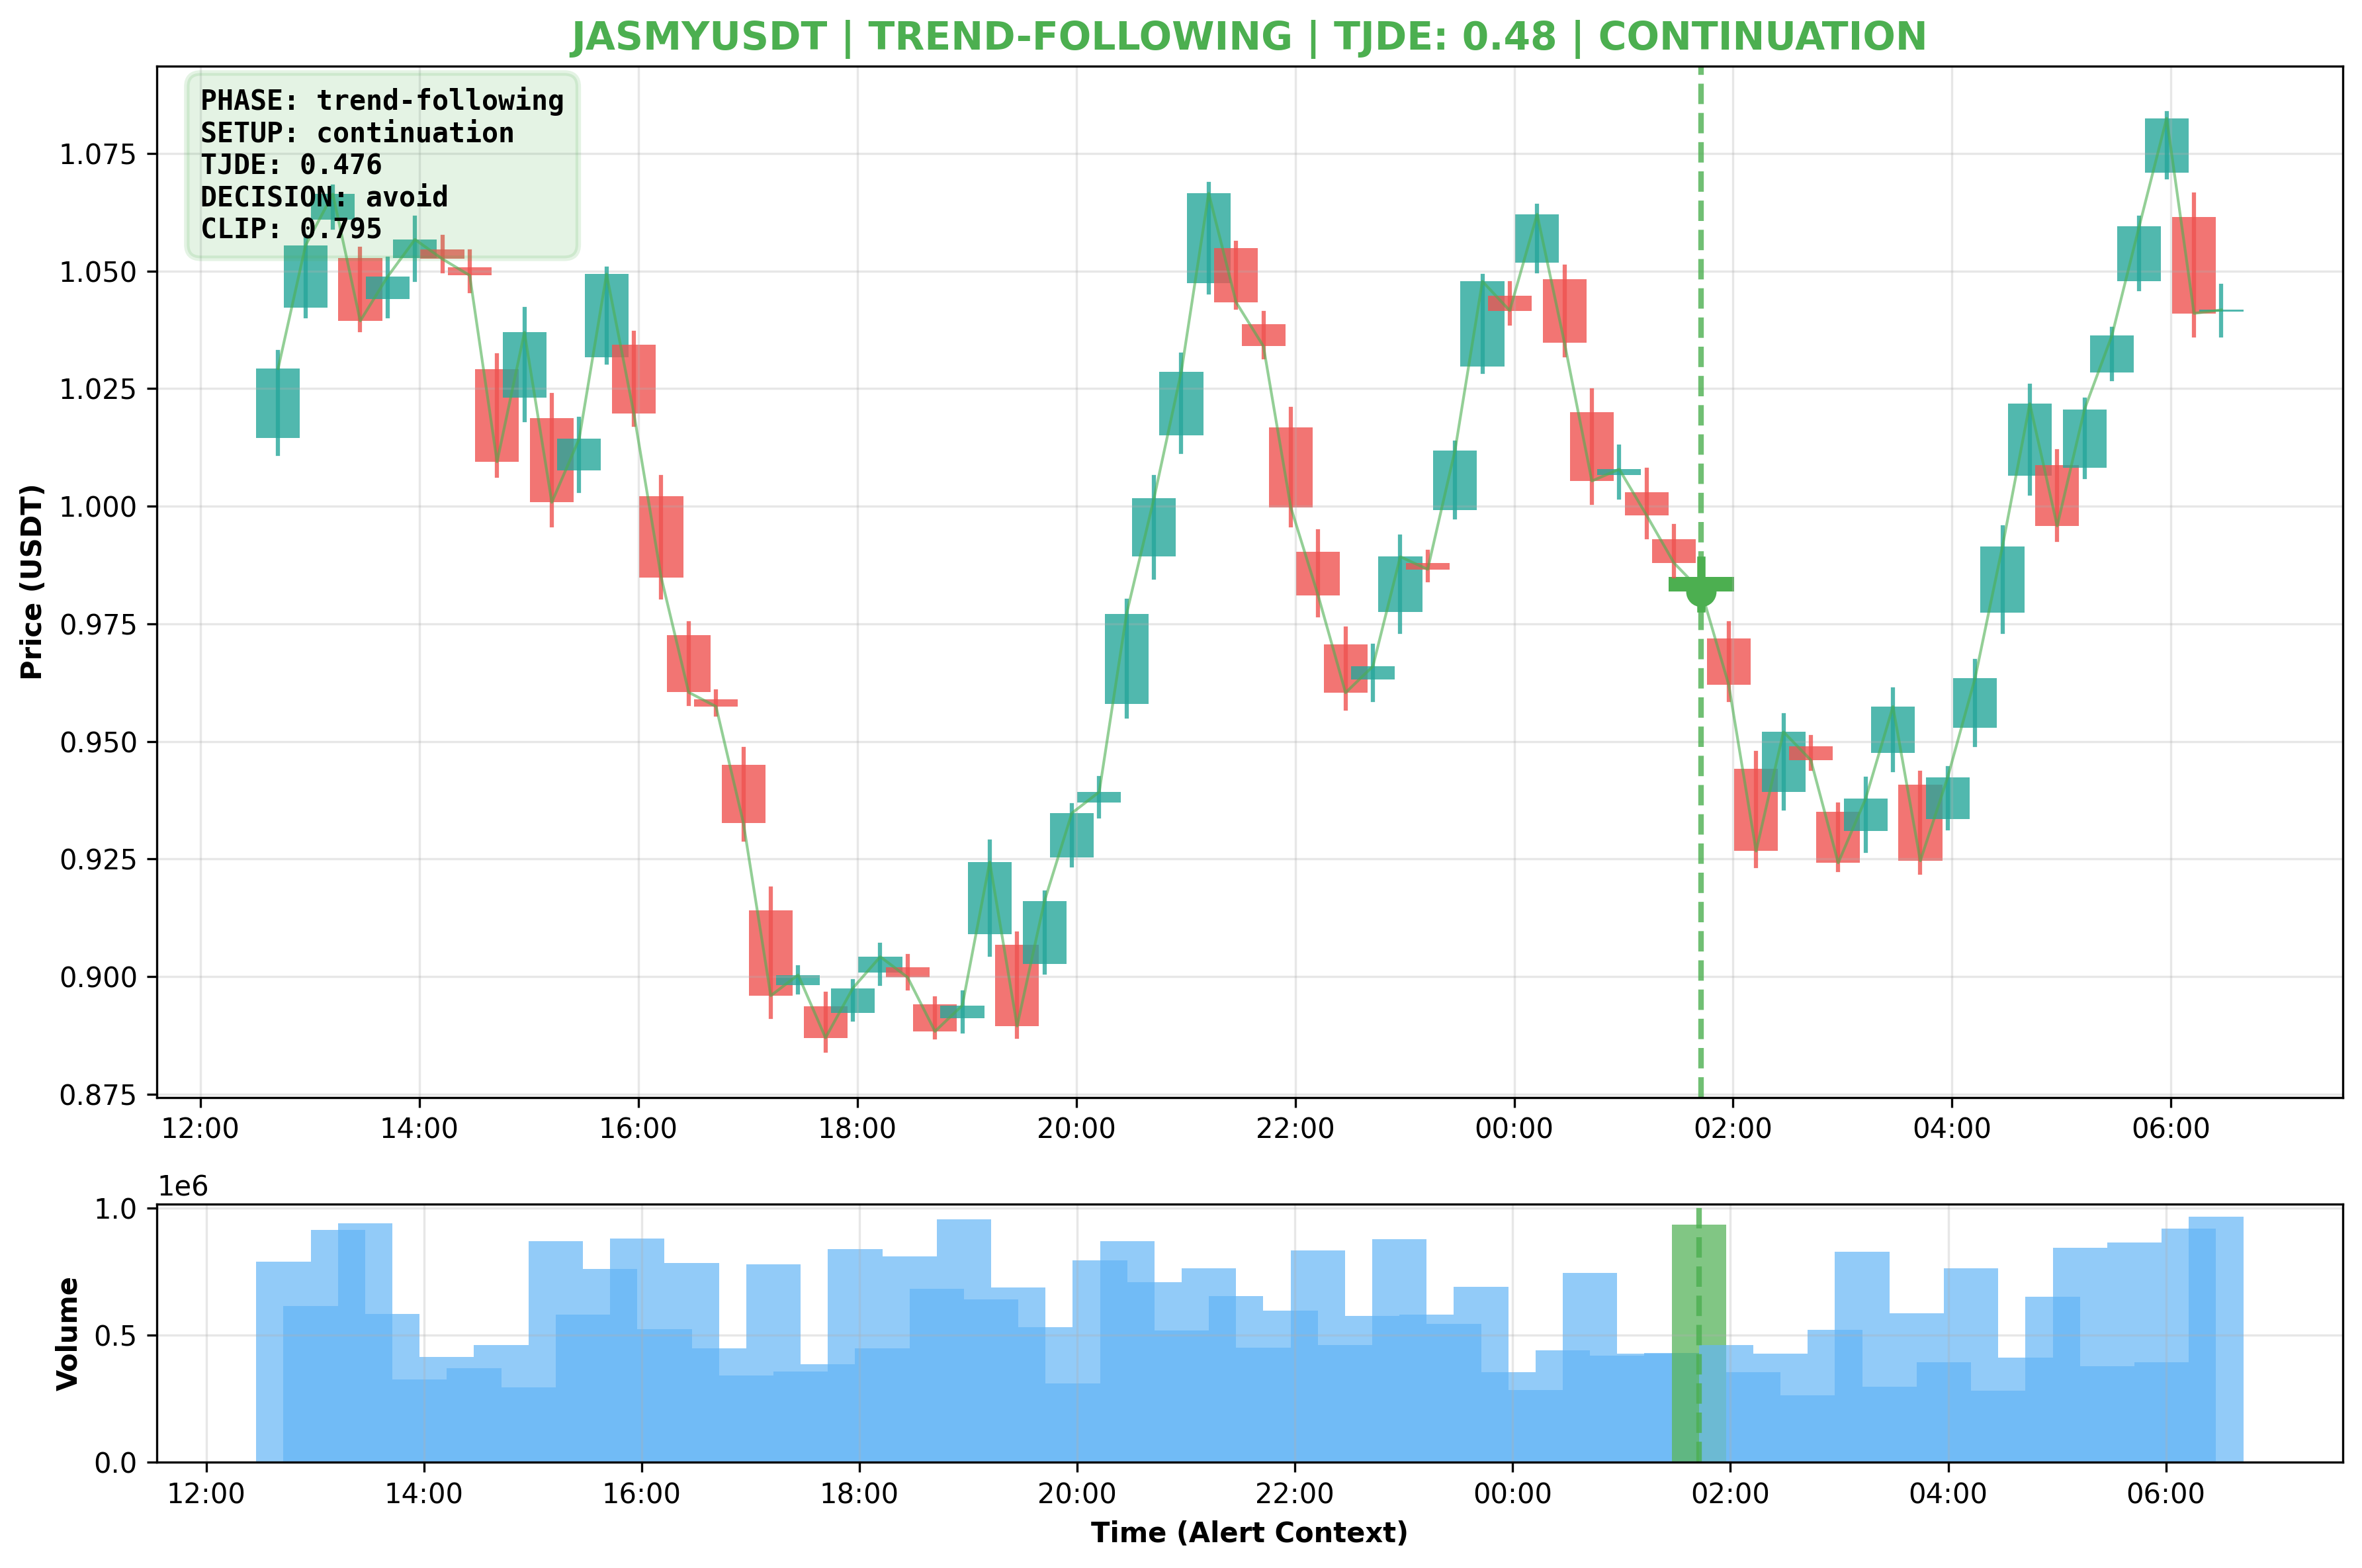 JASMYUSDT | TREND-FOLLOWING | TJDE: 0.48 | CONTINUATION
PHASE: trend-following
SETUP: continuation
TJDE: 0.476
DECISION: avoid
CLIP: 0.795
Price (USDT)
1.075
1.050
1.025
1.000
0.975
0.950
0.925
0.900
0.875
12:00 14:00 16:00 18:00 20:00 22:00 00:00 02:00 04:00 06:00
1e6
Volume
1.0
0.5
0.0
12:00 14:00 16:00 18:00 20:00 22:00 00:00 02:00 04:00 06:00
Time (Alert Context)